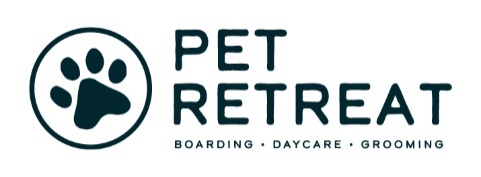 PET
RETREAT
BOARDING • DAYCARE • GROOMING